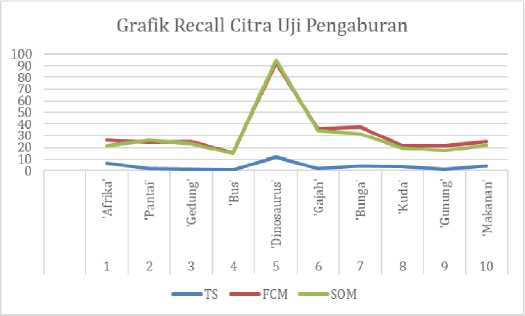 Grafik Recall Citra Uji Pengaburan
100
90
80
70
60
50
40
30
20
10
0
'Afrika' 'Pantai' 'Gedung' 'Bus' 'Dinosaurus' 'Gajah' 'Bunga' 'Kuda' 'Gunung' 'Makanan'
1 2 3 4 5 6 7 8 9 10
TS FCM SOM